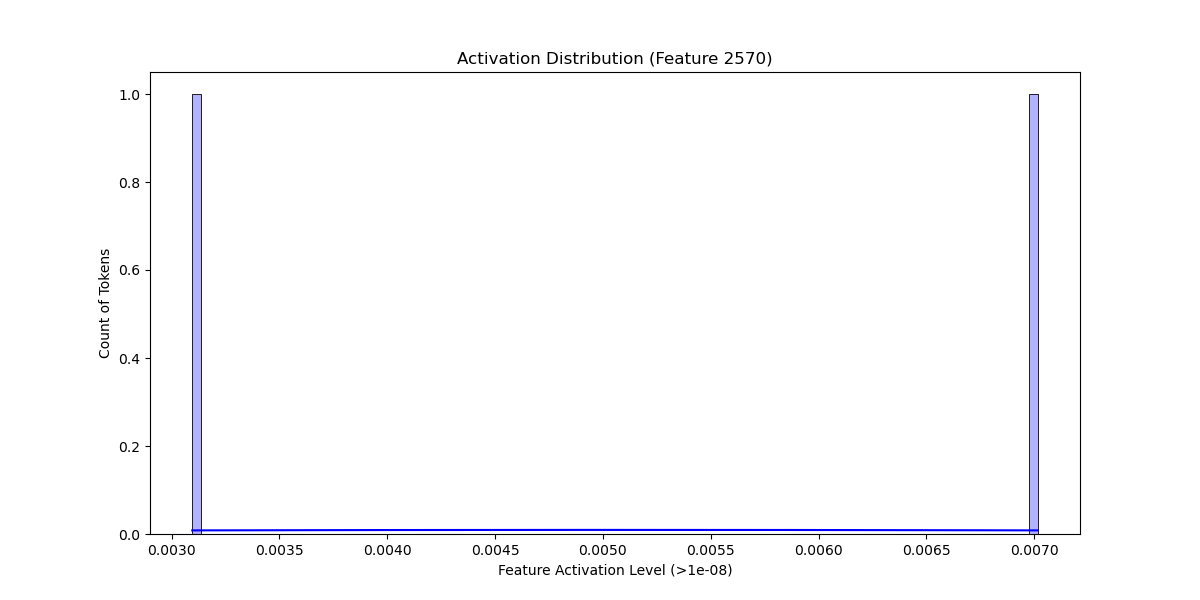 Activation Distribution (Feature 2570)
Count of Tokens
1.0
0.8
0.6
0.4
0.2
0.0
0.0030 0.0035 0.0040 0.0045 0.0050 0.0055 0.0060 0.0065 0.0070
Feature Activation Level (>1e-08)